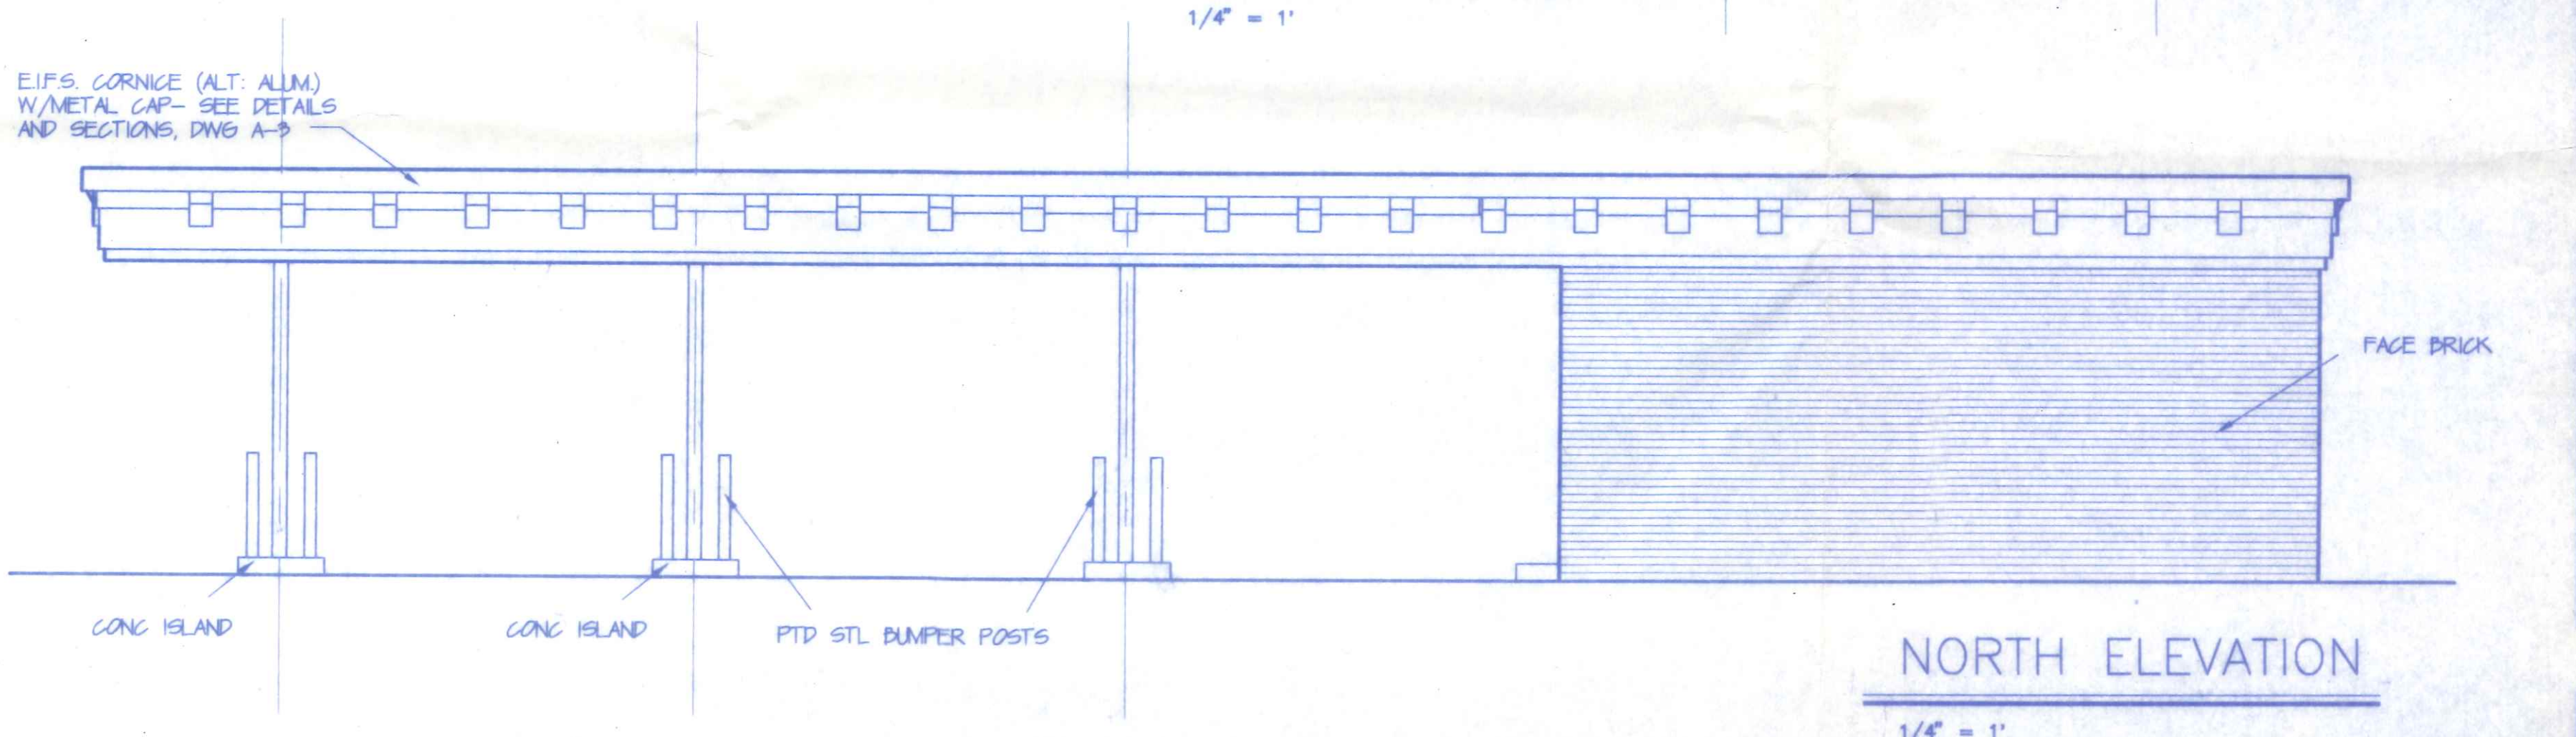 1/4" = 1'
E.I.F.S. CORNICE (ALT: ALUM.)
W/METAL CAP- SEE DETAILS
AND SECTIONS, DWG A-3
FACE BRICK
CONC ISLAND
CONC ISLAND
PTD STL BUMPER POSTS
NORTH ELEVATION
1/4" = 1'